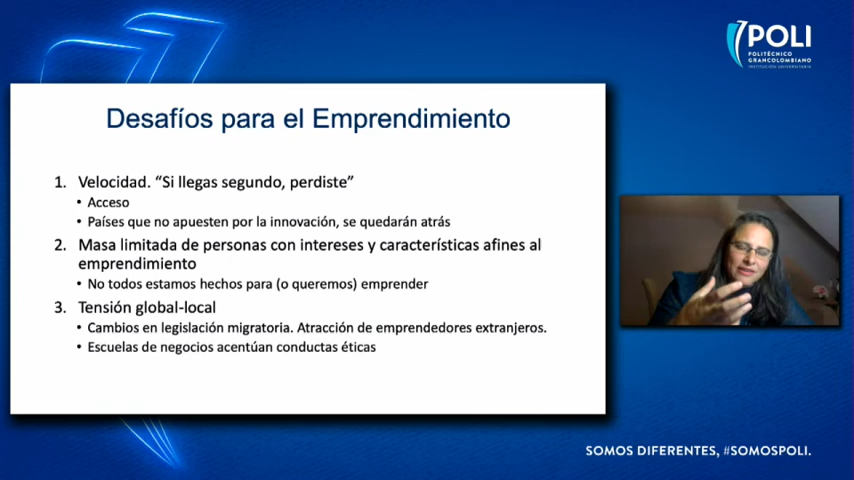 POLI
POLITÉCNICO
GRANCOLOMBIANO
INSTITUCIÓN UNIVERSITARIA
Desafíos para el Emprendimiento
1. Velocidad. “Si llegas segundo, perdiste”
• Acceso
• Países que no apuesten por la innovación, se quedarán atrás
2. Masa limitada de personas con intereses y características afines al
emprendimiento
• No todos estamos hechos para (o queremos) emprender
3. Tensión global-local
• Cambios en legislación migratoria. Atracción de emprendedores extranjeros.
• Escuelas de negocios acentúan conductas éticas
SOMOS DIFERENTES, #SOMOSPOLI.